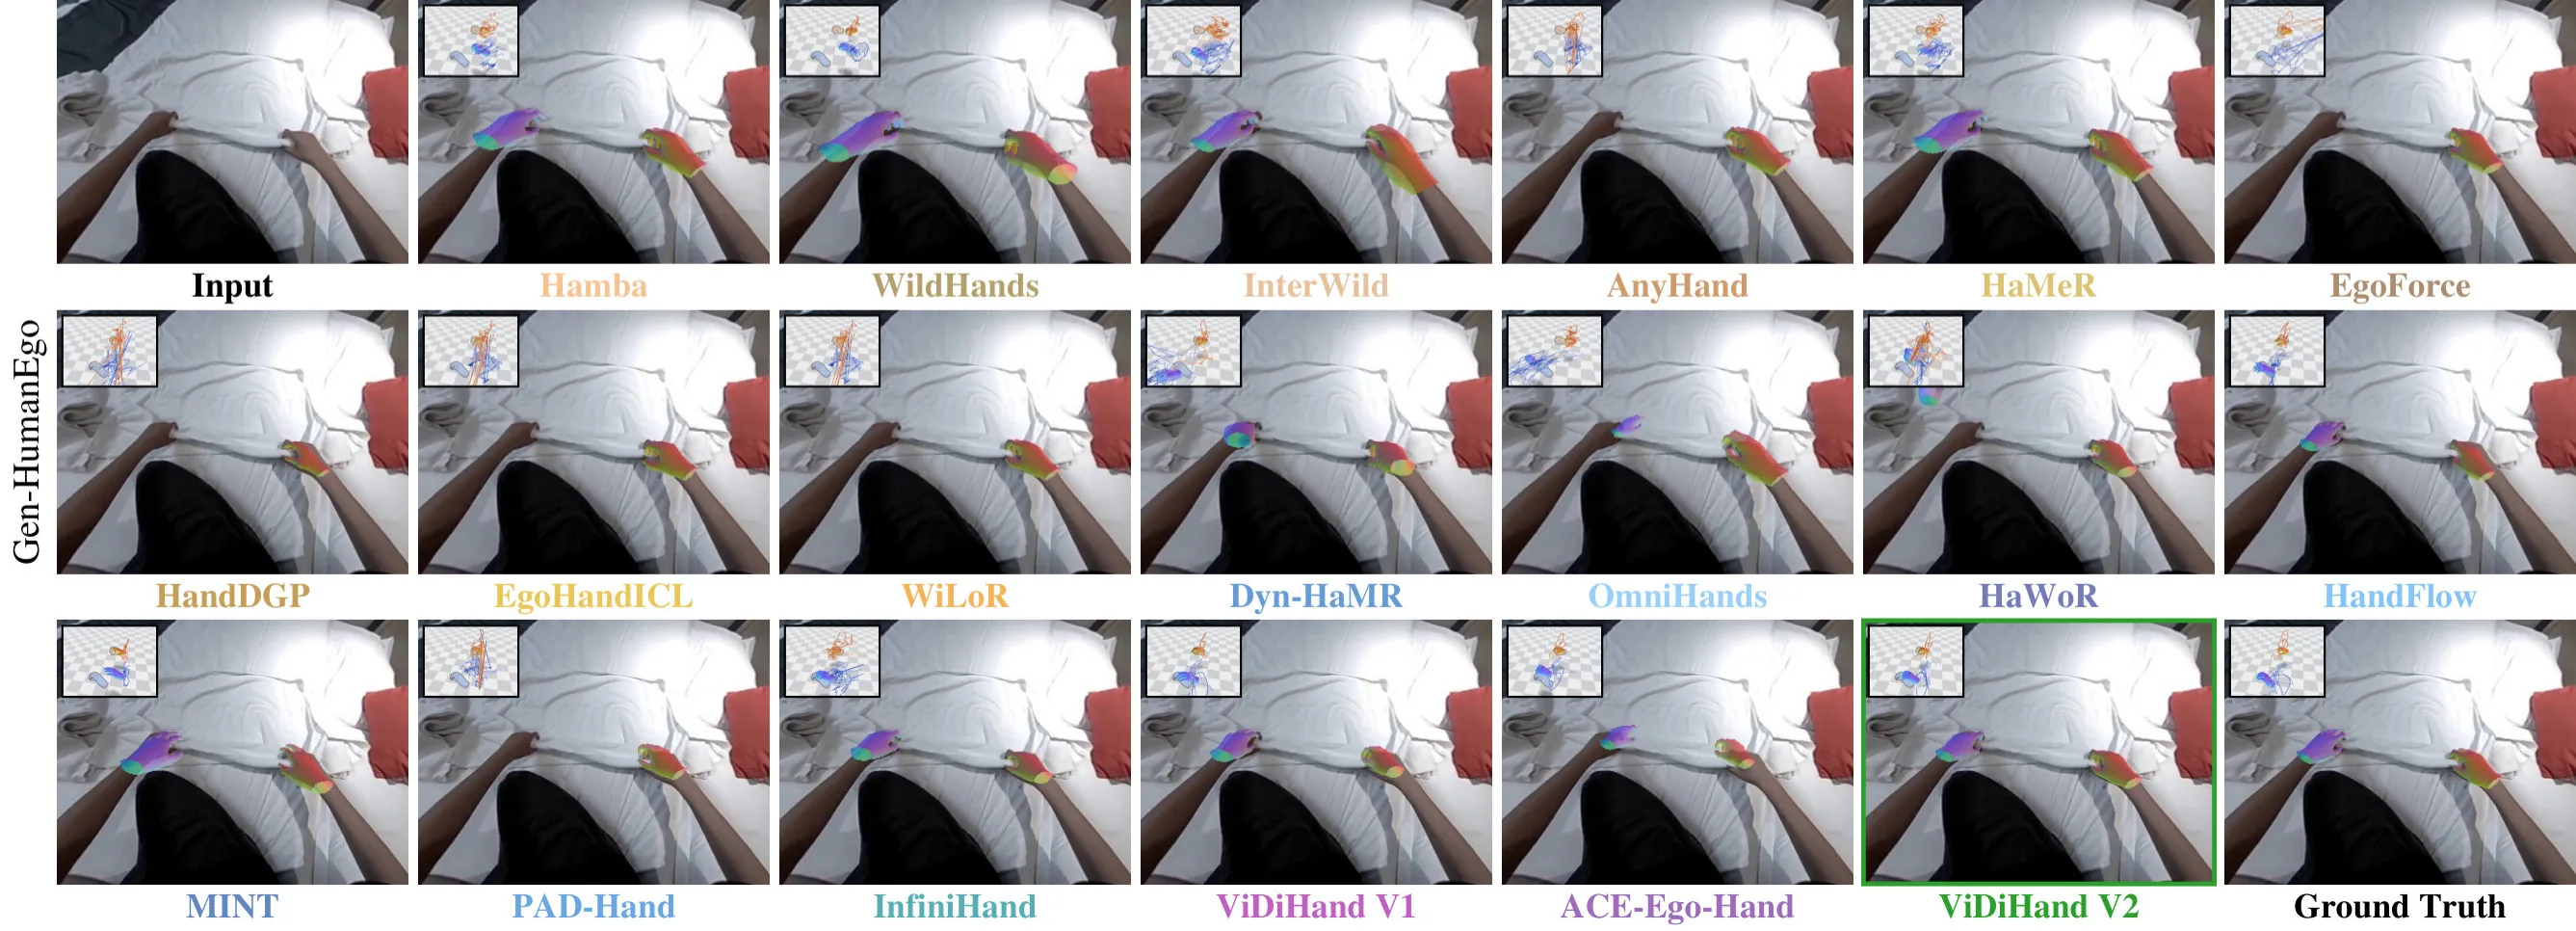 Gen-HumanEgo
Input
Hamba
WildHands
InterWild
AnyHand
HaMeR
EgoForce
HandDGP
EgoHandICL
WiLoR
Dyn-HaMR
OmniHands
HaWoR
HandFlow
MINT
PAD-Hand
InfiniHand
ViDiHand V1
ACE-Ego-Hand
ViDiHand V2
Ground Truth